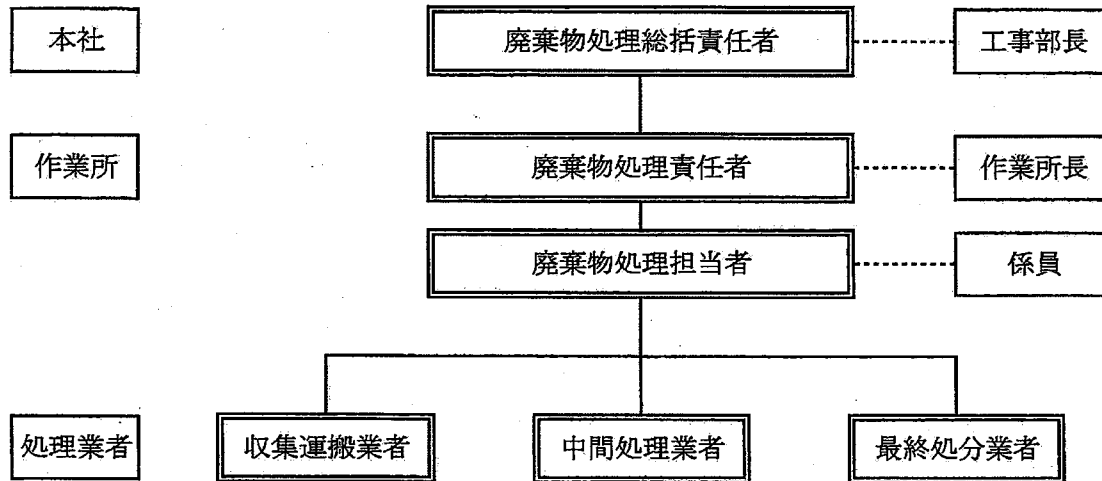 本社
廃棄物処理総括責任者
工事部長
作業所
廃棄物処理責任者
作業所長
廃棄物処理担当者
係員
処理業者
収集運搬業者
中間処理業者
最終処分業者